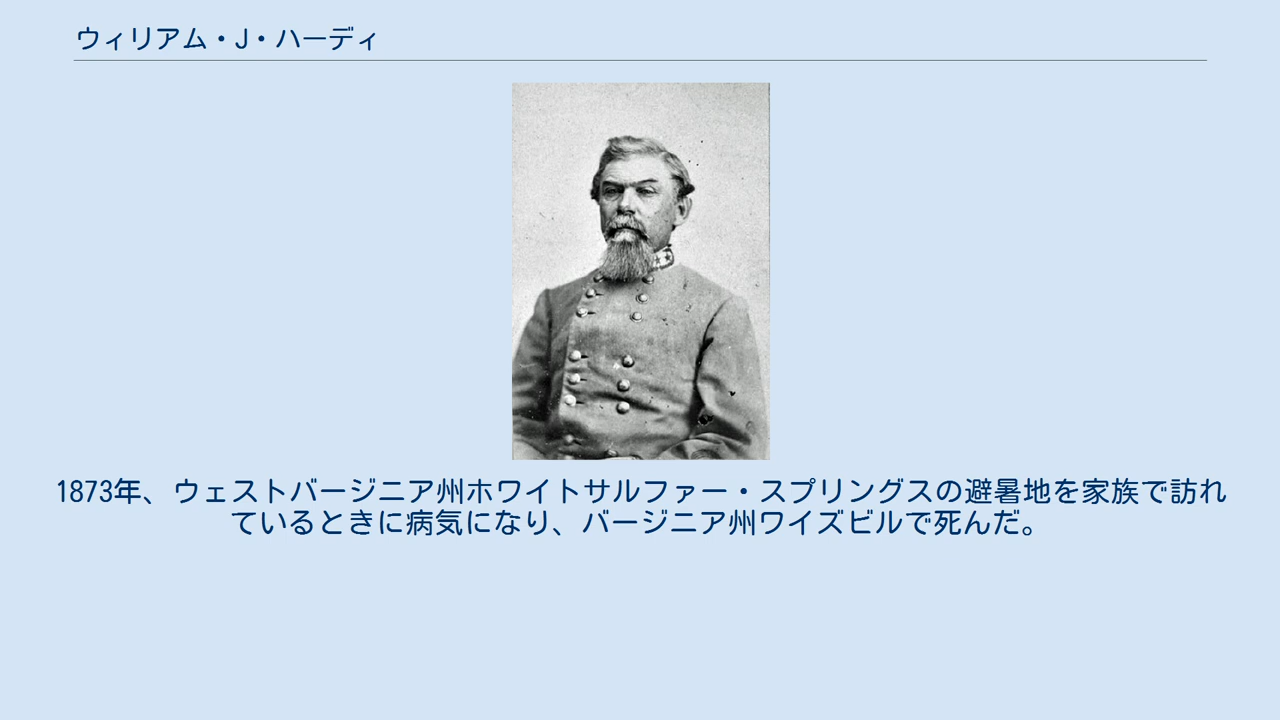 ウィリアム・J・ハーディ
1873年、ウェストバージニア州ホワイトサルファー・スプリングスの避暑地を家族で訪れ
ているときに病気になり、バージニア州ワイズビルで死んだ。